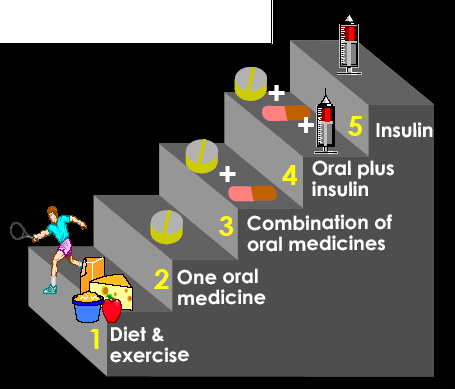 5 Insulin
4 Oral plus
insulin
3 Combination of
oral medicines
2 One oral
medicine
1 Diet &
exercise